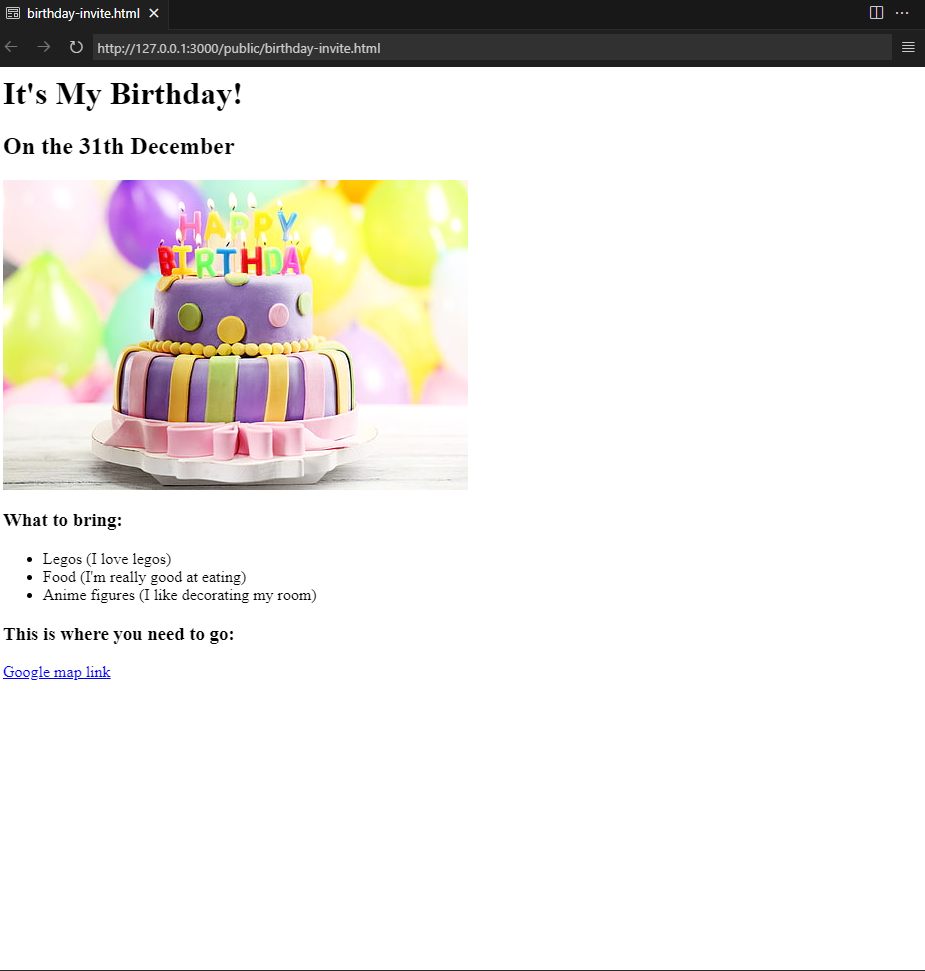 birthday-invite.html
http://127.0.0.1:3000/public/birthday-invite.html
It's My Birthday!
On the 31th December
HAPPY
BIRTHDAY
What to bring:
Legos (I love legos)
Food (I'm really good at eating)
Anime figures (I like decorating my room)
This is where you need to go:
Google map link